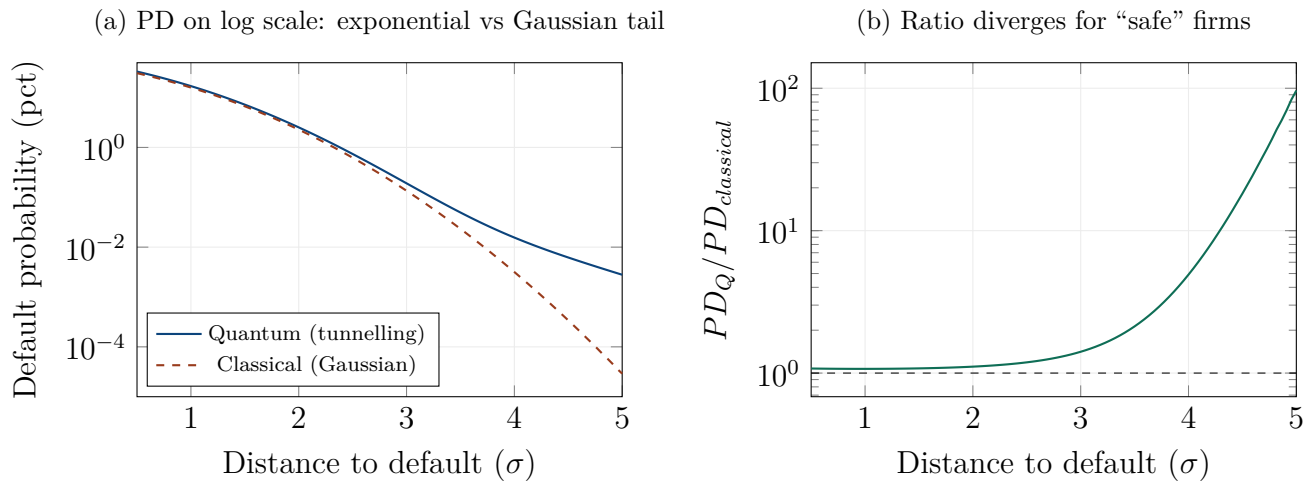 (a) PD on log scale: exponential vs Gaussian tail
Default probability (pct)
10^0
10^−2
10^−4
Quantum (tunnelling)
Classical (Gaussian)
1 2 3 4 5
Distance to default (σ)
(b) Ratio diverges for “safe” firms
PD_Q/PD_classical
10^2
10^1
10^0
1 2 3 4 5
Distance to default (σ)